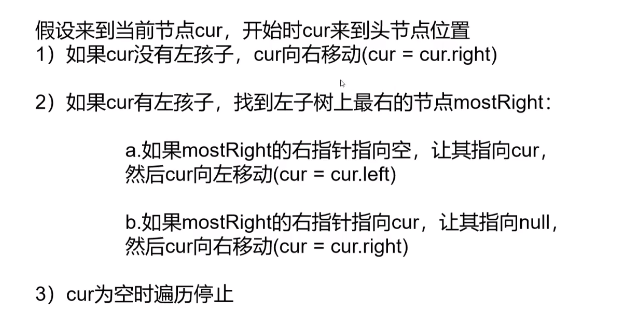 假设来到当前节点cur，开始时cur来到头节点位置
1）如果cur没有左孩子，cur向右移动(cur = cur.right)
2）如果cur有左孩子，找到左子树上最右的节点mostRight：
a.如果mostRight的右指针指向空，让其指向cur，
然后cur向左移动(cur = cur.left)
b.如果mostRight的右指针指向cur，让其指向null，
然后cur向右移动(cur = cur.right)
3）cur为空时遍历停止